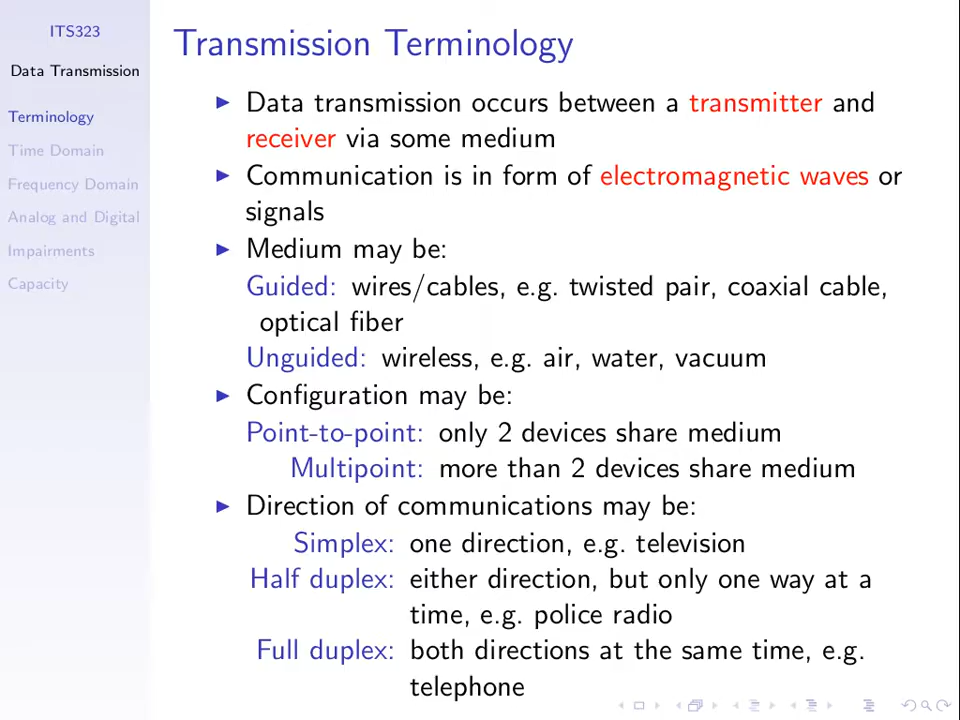 ITS323
Data Transmission
Terminology
Time Domain
Frequency Domain
Analog and Digital
Impairments
Capacity
Transmission Terminology
Data transmission occurs between a transmitter and
receiver via some medium
Communication is in form of electromagnetic waves or
signals
Medium may be:
Guided: wires/cables, e.g. twisted pair, coaxial cable,
optical fiber
Unguided: wireless, e.g. air, water, vacuum
Configuration may be:
Point-to-point: only 2 devices share medium
Multipoint: more than 2 devices share medium
Direction of communications may be:
Simplex: one direction, e.g. television
Half duplex: either direction, but only one way at a
time, e.g. police radio
Full duplex: both directions at the same time, e.g.
telephone